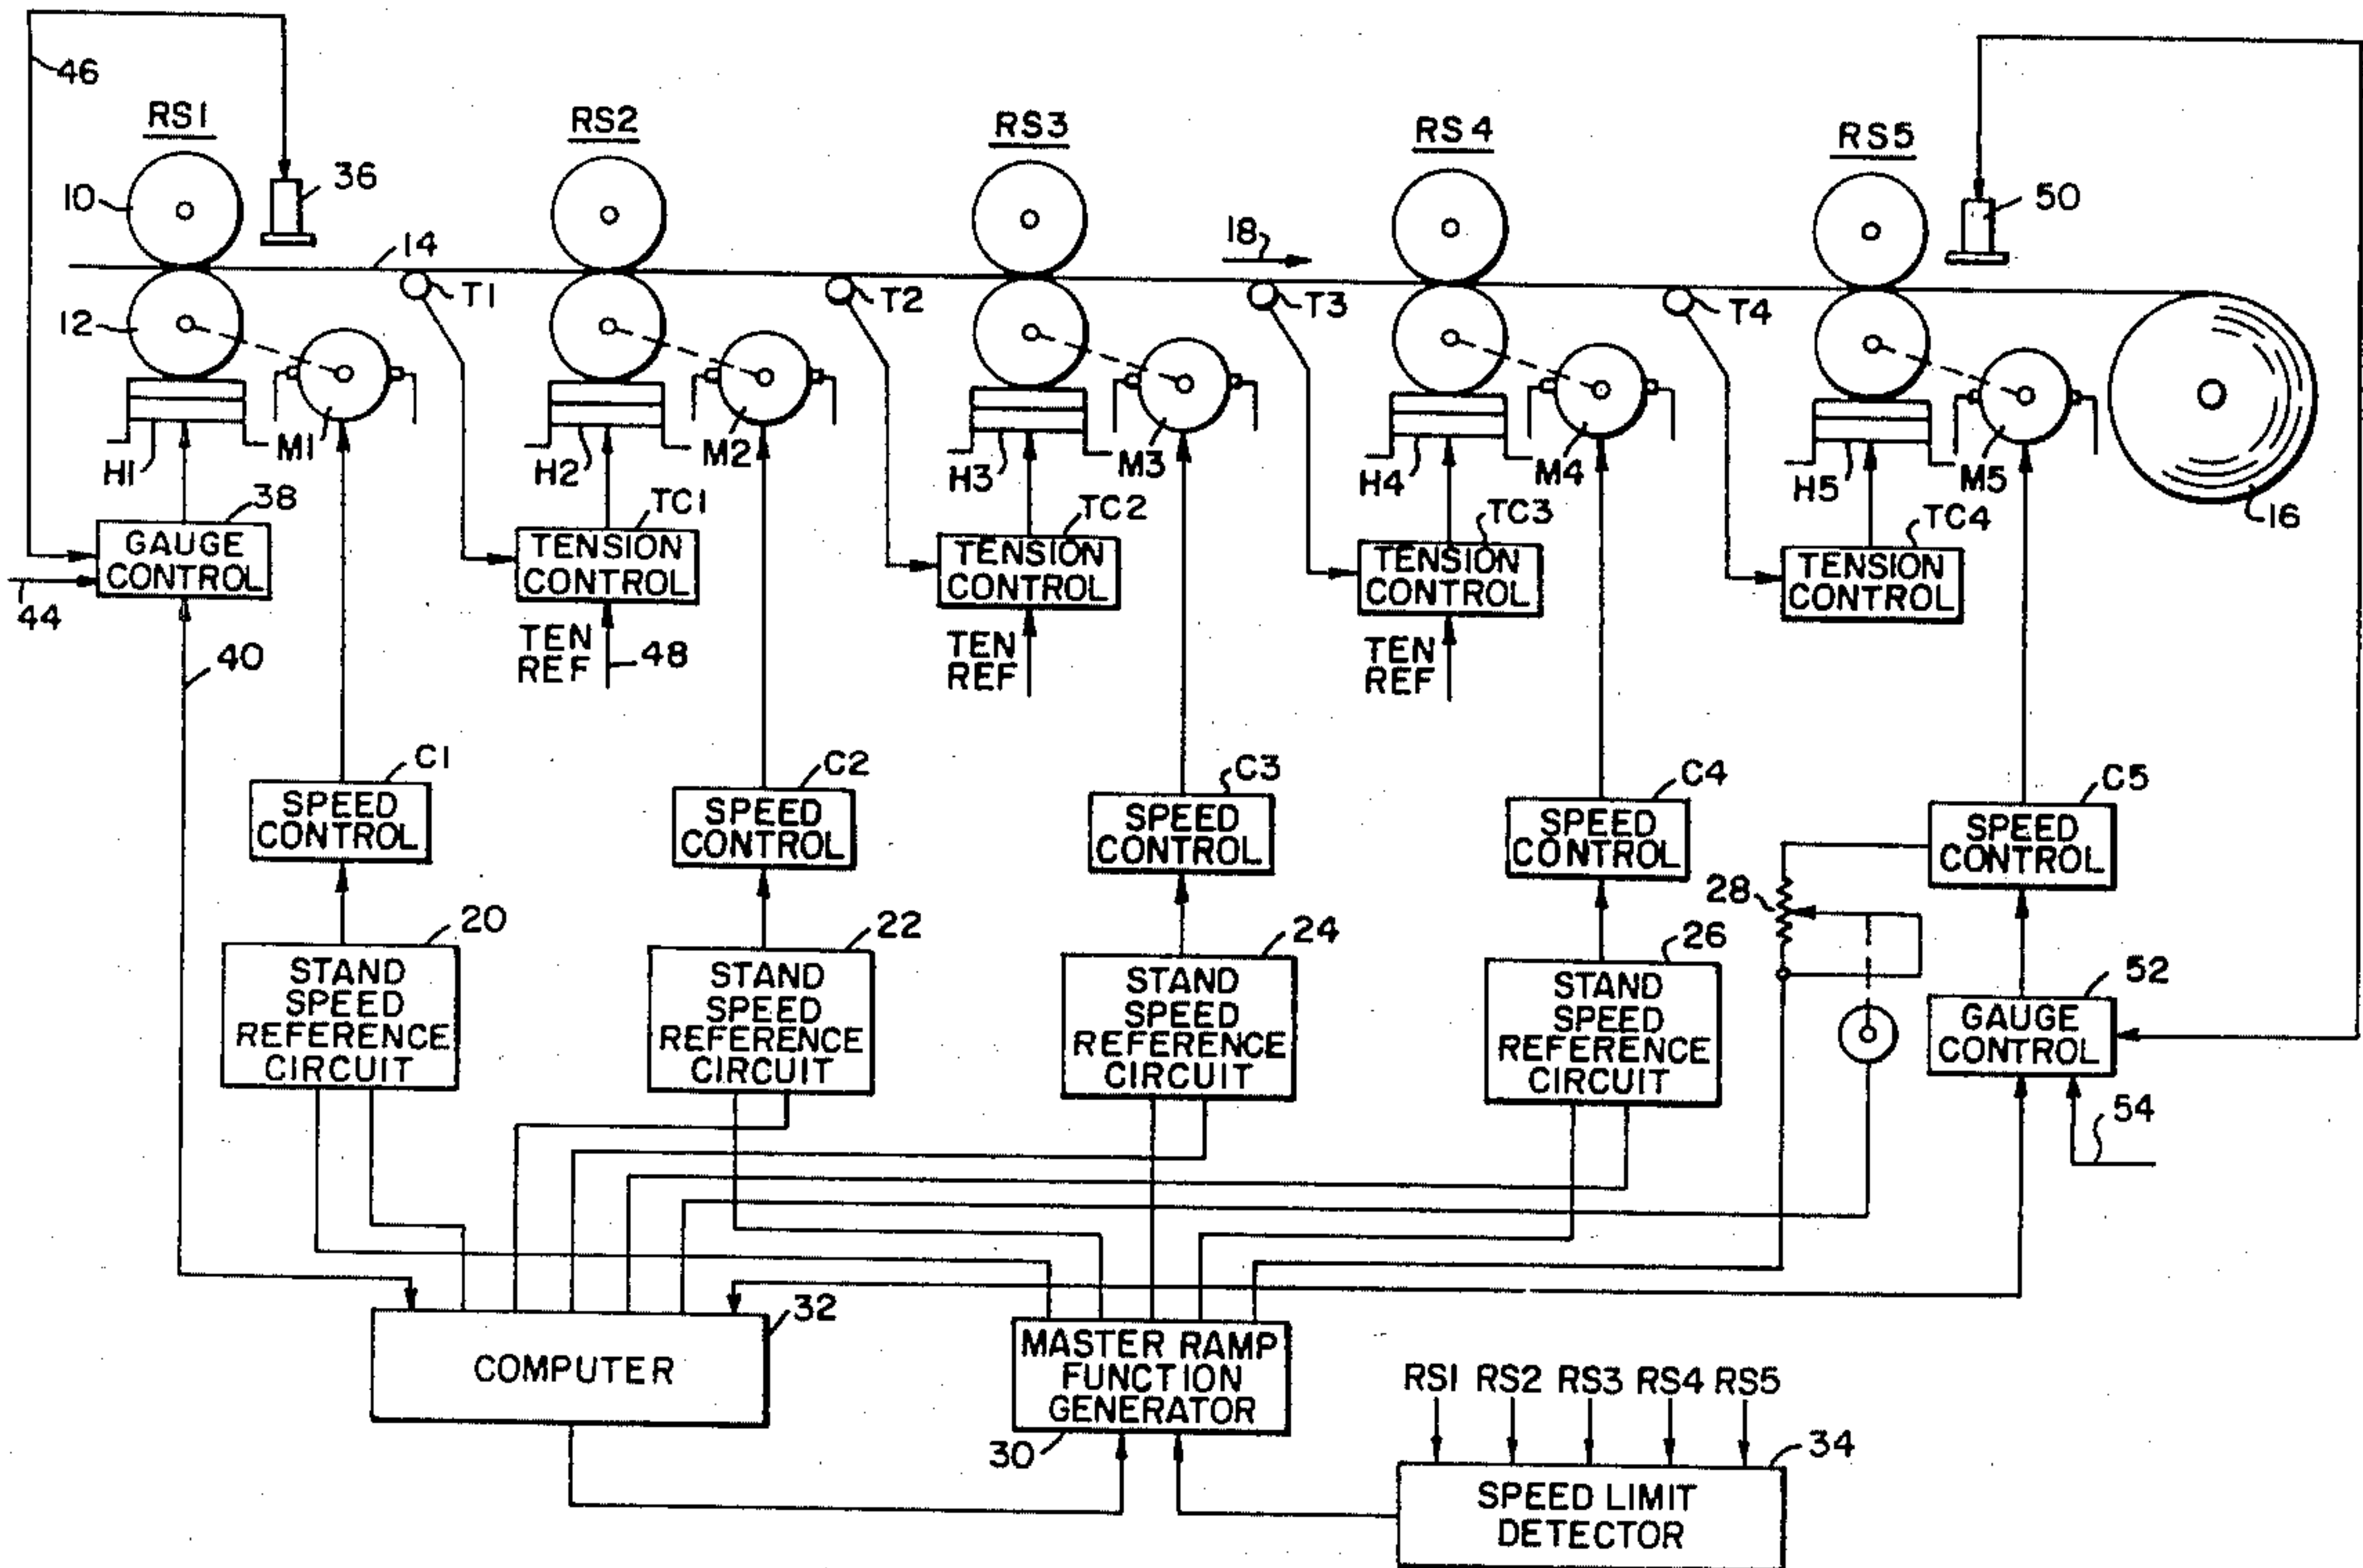 46
RS1
RS2
RS3
RS4
RS5
10
36
50
14
18
12
T1
T2
T3
T4
H1
M1
H2
M2
H3
M3
H4
M4
H5
M5
16
38
TC1
TC2
TC3
TC4
GAUGE
CONTROL
TENSION
CONTROL
TENSION
CONTROL
TENSION
CONTROL
TENSION
CONTROL
44
40
TEN
REF
48
TEN
REF
TEN
REF
C1
C2
C3
C4
C5
SPEED
CONTROL
SPEED
CONTROL
SPEED
CONTROL
SPEED
CONTROL
SPEED
CONTROL
28
20
22
24
26
52
STAND
SPEED
REFERENCE
CIRCUIT
STAND
SPEED
REFERENCE
CIRCUIT
STAND
SPEED
REFERENCE
CIRCUIT
STAND
SPEED
REFERENCE
CIRCUIT
GAUGE
CONTROL
54
32
COMPUTER
MASTER RAMP
FUNCTION
GENERATOR
30
RS1 RS2 RS3 RS4 RS5
34
SPEED LIMIT
DETECTOR